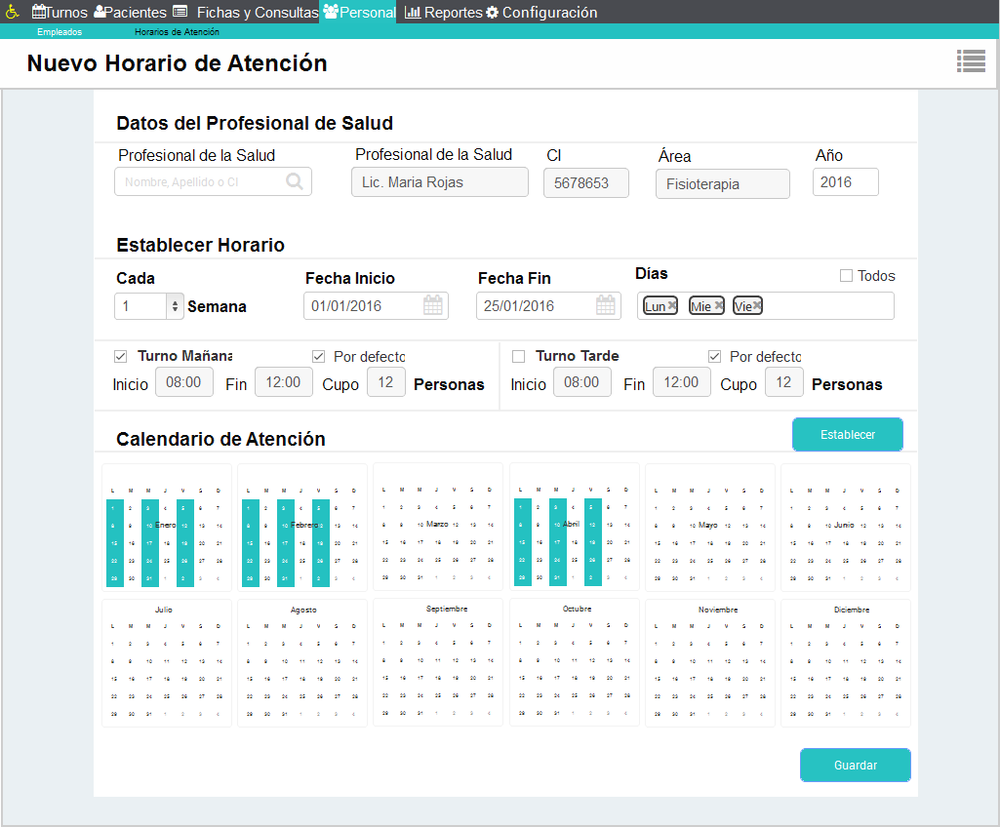 Turnos Pacientes Fichas y Consultas Personal Reportes Configuración
Empleados Horarios de Atención
Nuevo Horario de Atención
Datos del Profesional de Salud
Profesional de la Salud Profesional de la Salud CI Área Año
Nombre, Apellido o CI Lic. Maria Rojas 5678653 Fisioterapia 2016
Establecer Horario
Cada Fecha Inicio Fecha Fin Días Todos
1 Semana 01/01/2016 25/01/2016 Lun Mie Vie
Turno Mañana Por defecto Turno Tarde Por defecto
Inicio 08:00 Fin 12:00 Cupo 12 Personas Inicio 08:00 Fin 12:00 Cupo 12 Personas
Calendario de Atención Establecer
L M M J V S D
1 2 3 4 5 6 7
Enero
8 9 10 12 13 14
15 16 17 18 19 20 21
22 23 24 25 26 27 28
29 30 31 1 2 3 4
L M M J V S D
1 2 3 4 5 6 7
Febrero
8 9 10 12 13 14
15 16 17 18 19 20 21
22 23 24 25 26 27 28
29 30 31 1 2 3 4
L M M J V S D
1 2 3 4 5 6 7
Marzo
8 9 10 12 13 14
15 16 17 18 19 20 21
22 23 24 25 26 27 28
29 30 31 1 2 3 4
L M M J V S D
1 2 3 4 5 6 7
Abril
8 9 10 12 13 14
15 16 17 18 19 20 21
22 23 24 25 26 27 28
29 30 31 1 2 3 4
L M M J V S D
1 2 3 4 5 6 7
Mayo
8 9 10 12 13 14
15 16 17 18 19 20 21
22 23 24 25 26 27 28
29 30 31 1 2 3 4
L M M J V S D
1 2 3 4 5 6 7
Junio
8 9 10 12 13 14
15 16 17 18 19 20 21
22 23 24 25 26 27 28
29 30 31 1 2 3 4
Julio
L M M J V S D
1 2 3 4 5 6 7
8 9 10 11 12 13 14
15 16 17 18 19 20 21
22 23 24 25 26 27 28
29 30 31 1 2 3 4
Agosto
L M M J V S D
1 2 3 4 5 6 7
8 9 10 11 12 13 14
15 16 17 18 19 20 21
22 23 24 25 26 27 28
29 30 31 1 2 3 4
Septiembre
L M M J V S D
1 2 3 4 5 6 7
8 9 10 11 12 13 14
15 16 17 18 19 20 21
22 23 24 25 26 27 28
29 30 31 1 2 3 4
Octubre
L M M J V S D
1 2 3 4 5 6 7
8 9 10 11 12 13 14
15 16 17 18 19 20 21
22 23 24 25 26 27 28
29 30 31 1 2 3 4
Noviembre
L M M J V S D
1 2 3 4 5 6 7
8 9 10 11 12 13 14
15 16 17 18 19 20 21
22 23 24 25 26 27 28
29 30 31 1 2 3 4
Diciembre
L M M J V S D
1 2 3 4 5 6 7
8 9 10 11 12 13 14
15 16 17 18 19 20 21
22 23 24 25 26 27 28
29 30 31 1 2 3 4
Guardar